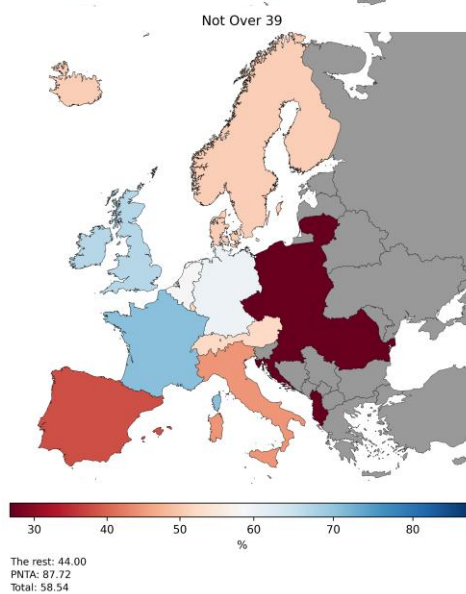 Not Over 39
30 40 50 60 70 80
%
The rest: 44.00
PNTA: 87.72
Total: 58.54